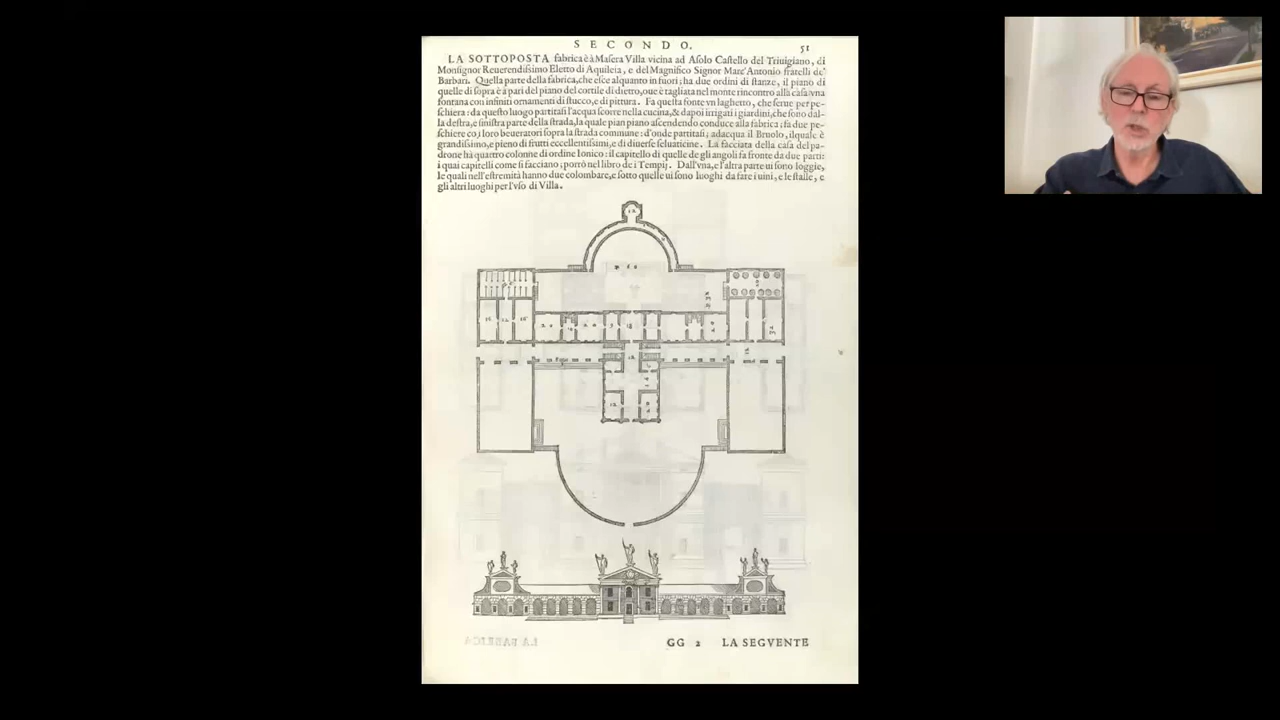 SECONDO. 51
LA SOTTOPOSTA fabrica è à Masera Villa vicina ad Asolo Castello del Triuigiano, di
Monsignor Reuerendissimo Eletto di Aquileia, e del Magnifico Signor Marc'Antonio fratelli de'
Barbari. Quella parte della fabrica, che esce alquanto in fuori; ha due ordini di stanze, il piano di
quelle di sopra è à pari del piano del cortile di dietro, oue è tagliata nel monte rincontro alla casa vna
fontana con infiniti ornamenti di stucco, e di pittura. Fa questa fonte vn laghetto, che serue per pe-
schiera: da questo luogo partitasi l'acqua scorre nella cucina, & dapoi irrigati i giardini, che sono dal-
la destra, e sinistra parte della strada, la quale pian piano ascendendo conduce alla fabrica; fa due pe-
schiere co i loro beueratori sopra la strada commune: d'onde partitasi; adacqua il Bruolo, ilquale è
grandissimo, e pieno di frutti eccellentissimi, e di diuerse seluaticine. La facciata della casa del pa-
drone hà quattro colonne di ordine Ionico: il capitello di quelle de gli angoli fa fronte da due parti:
i quai capitelli come si facciano; porrò nel libro de i Tempij. Dall'vna, e l'altra parte ui sono loggie,
le quali nell'estremità hanno due colombare, e sotto quelle ui sono luoghi da fare i uini, e le stalle, e
gli altri luoghi per l'vso di Villa.
GG 2 LA SEGVENTE